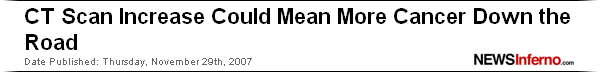 CT Scan Increase Could Mean More Cancer Down the
Road
Date Published: Thursday, November 29th, 2007
NEWSInferno.com